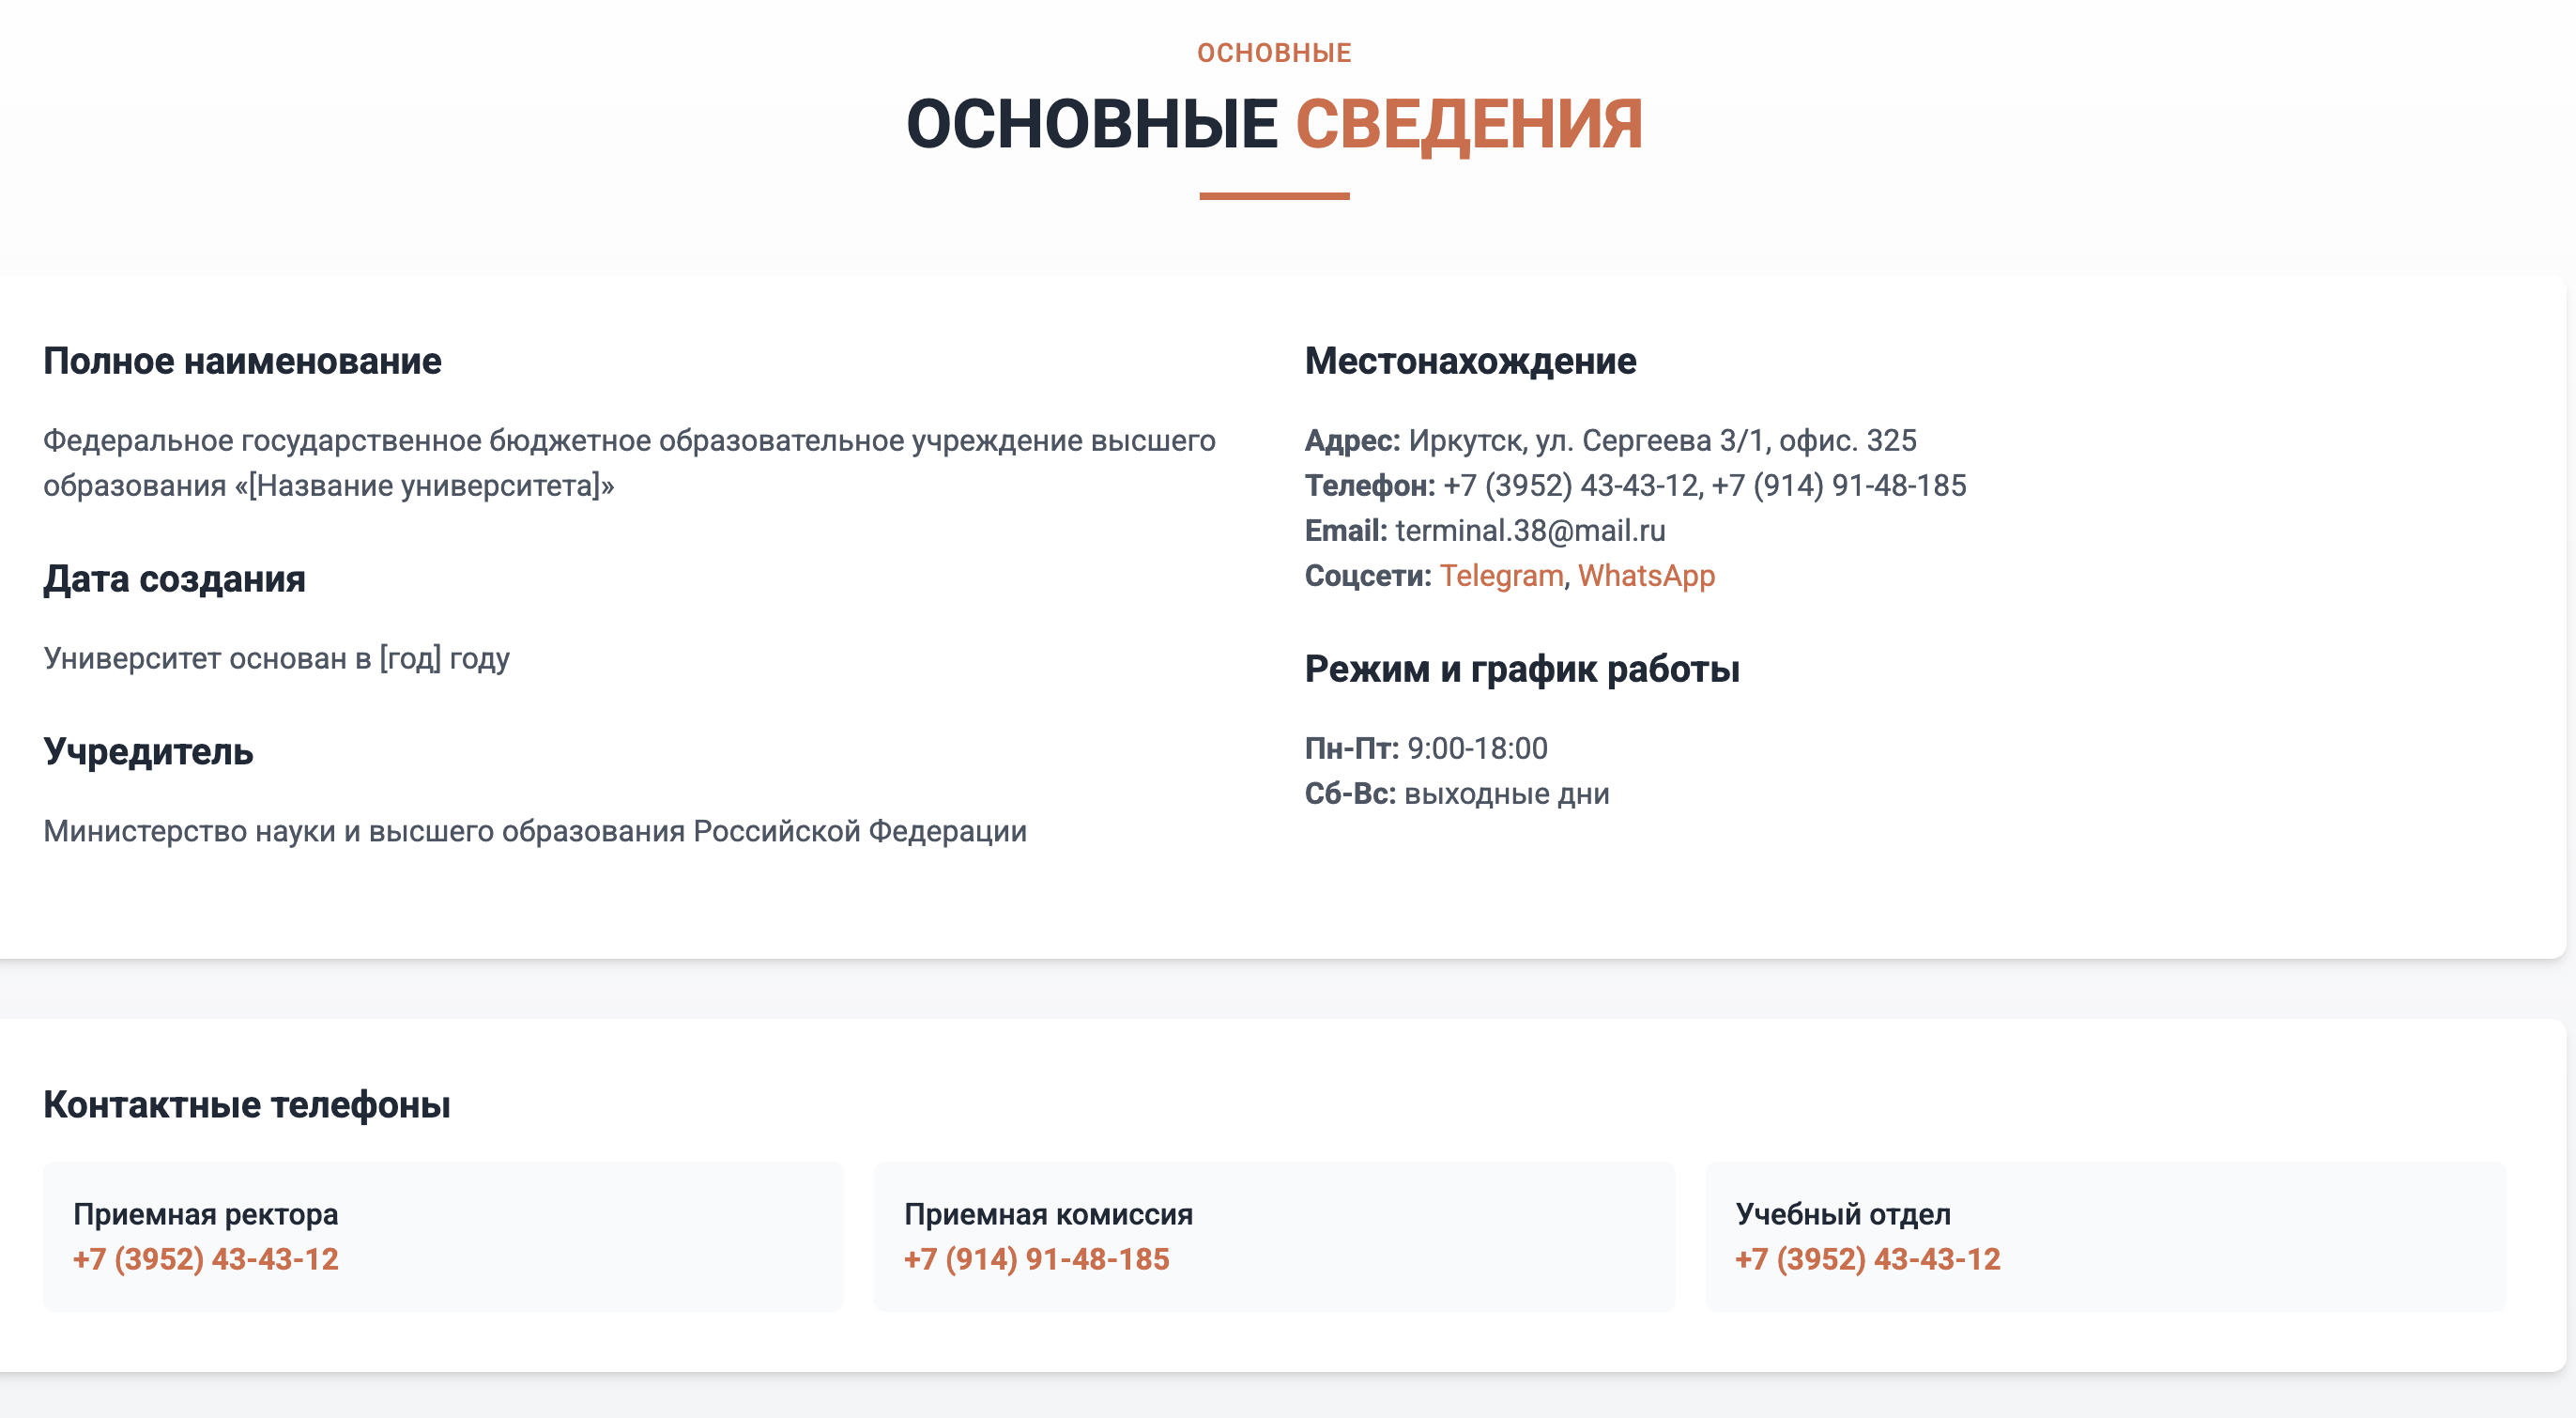 ОСНОВНЫЕ
ОСНОВНЫЕ СВЕДЕНИЯ
Полное наименование
Федеральное государственное бюджетное образовательное учреждение высшего
образования «[Название университета]»
Дата создания
Университет основан в [год] году
Учредитель
Министерство науки и высшего образования Российской Федерации
Местонахождение
Адрес: Иркутск, ул. Сергеева 3/1, офис. 325
Телефон: +7 (3952) 43-43-12, +7 (914) 91-48-185
Email: terminal.38@mail.ru
Соцсети: Telegram, WhatsApp
Режим и график работы
Пн-Пт: 9:00-18:00
Сб-Вс: выходные дни
Контактные телефоны
Приемная ректора
+7 (3952) 43-43-12
Приемная комиссия
+7 (914) 91-48-185
Учебный отдел
+7 (3952) 43-43-12